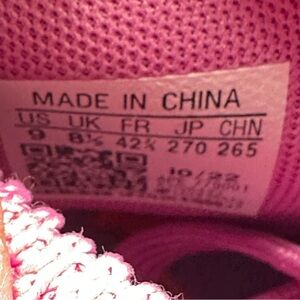 MADE IN CHINA
US UK FR JP CHN
9 8½ 42⅔ 270 265
10/22